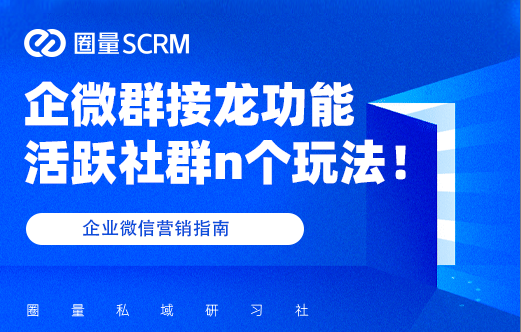 圈量SCRM
企微群接龙功能
活跃社群n个玩法！
企业微信营销指南
圈量私域研习社